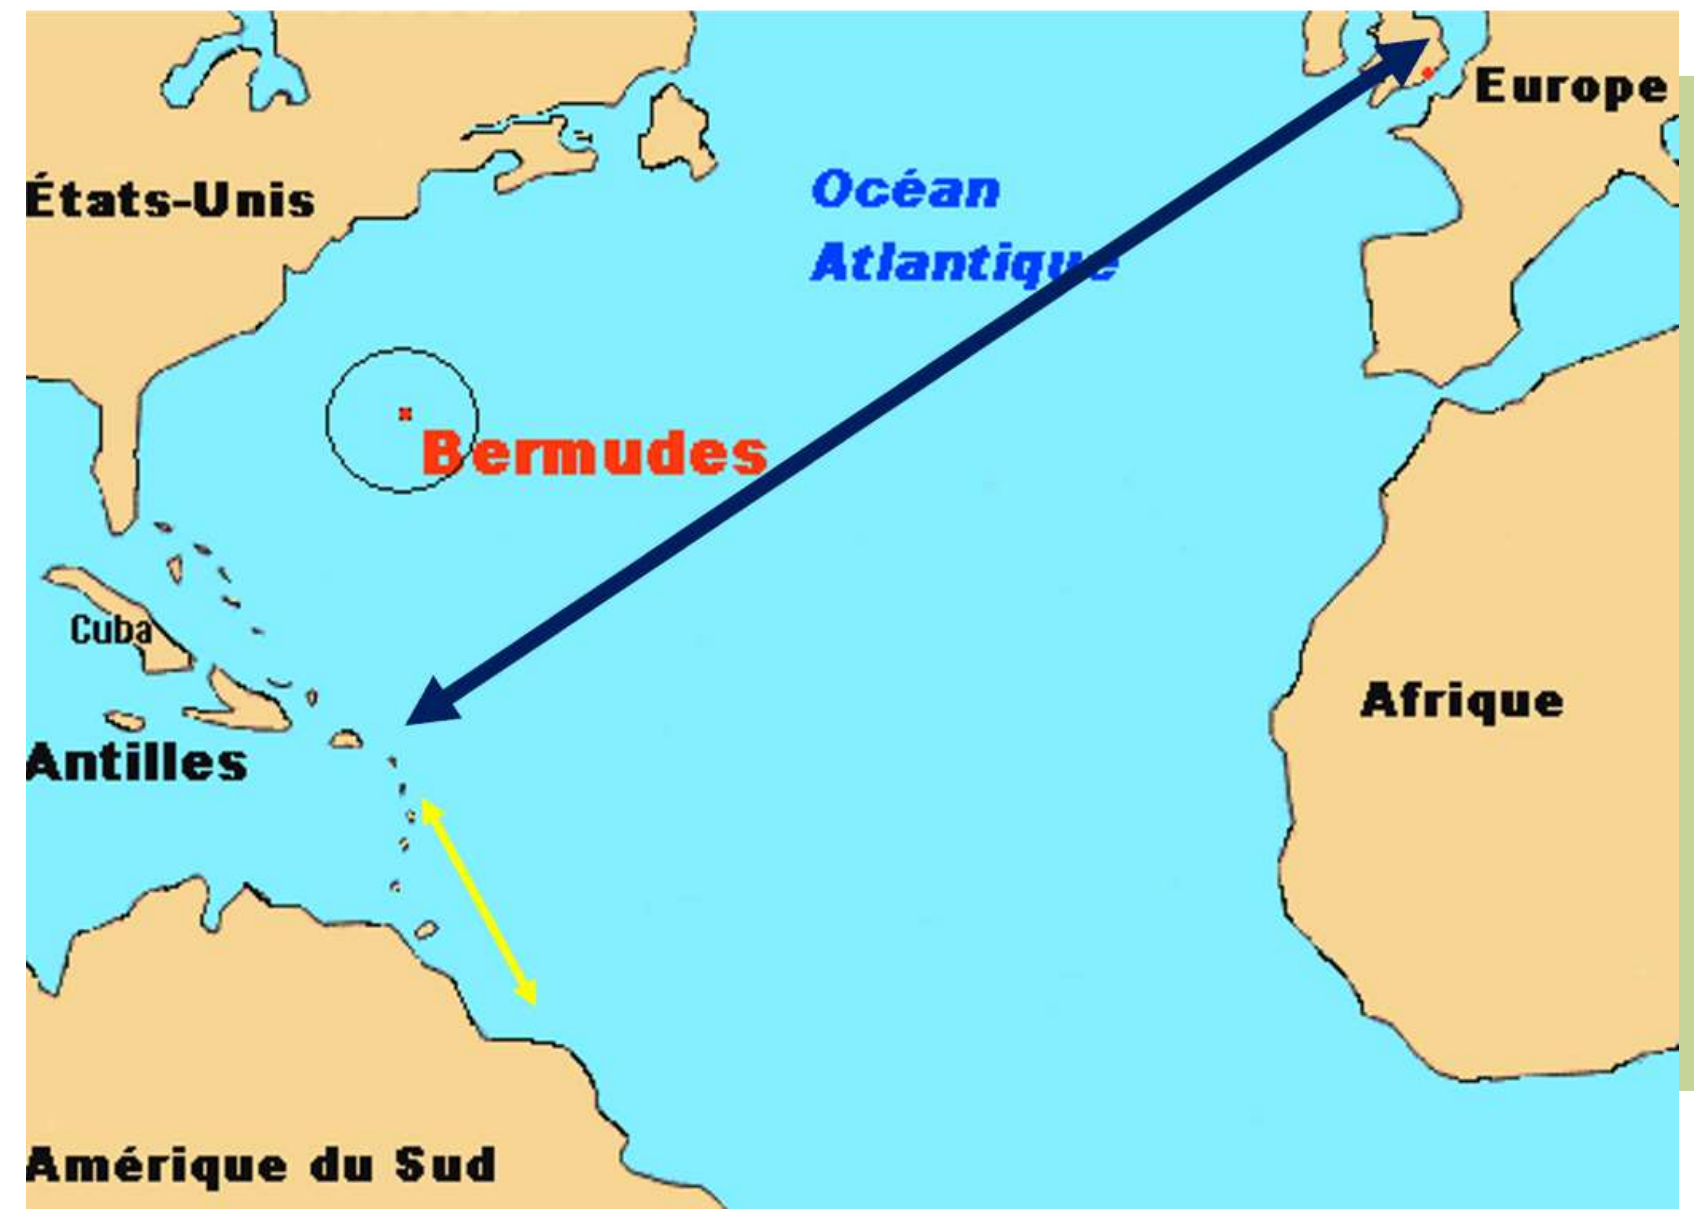 Europe
États-Unis
Océan
Atlantique
Bermudes
Cuba
Afrique
Antilles
Amérique du Sud